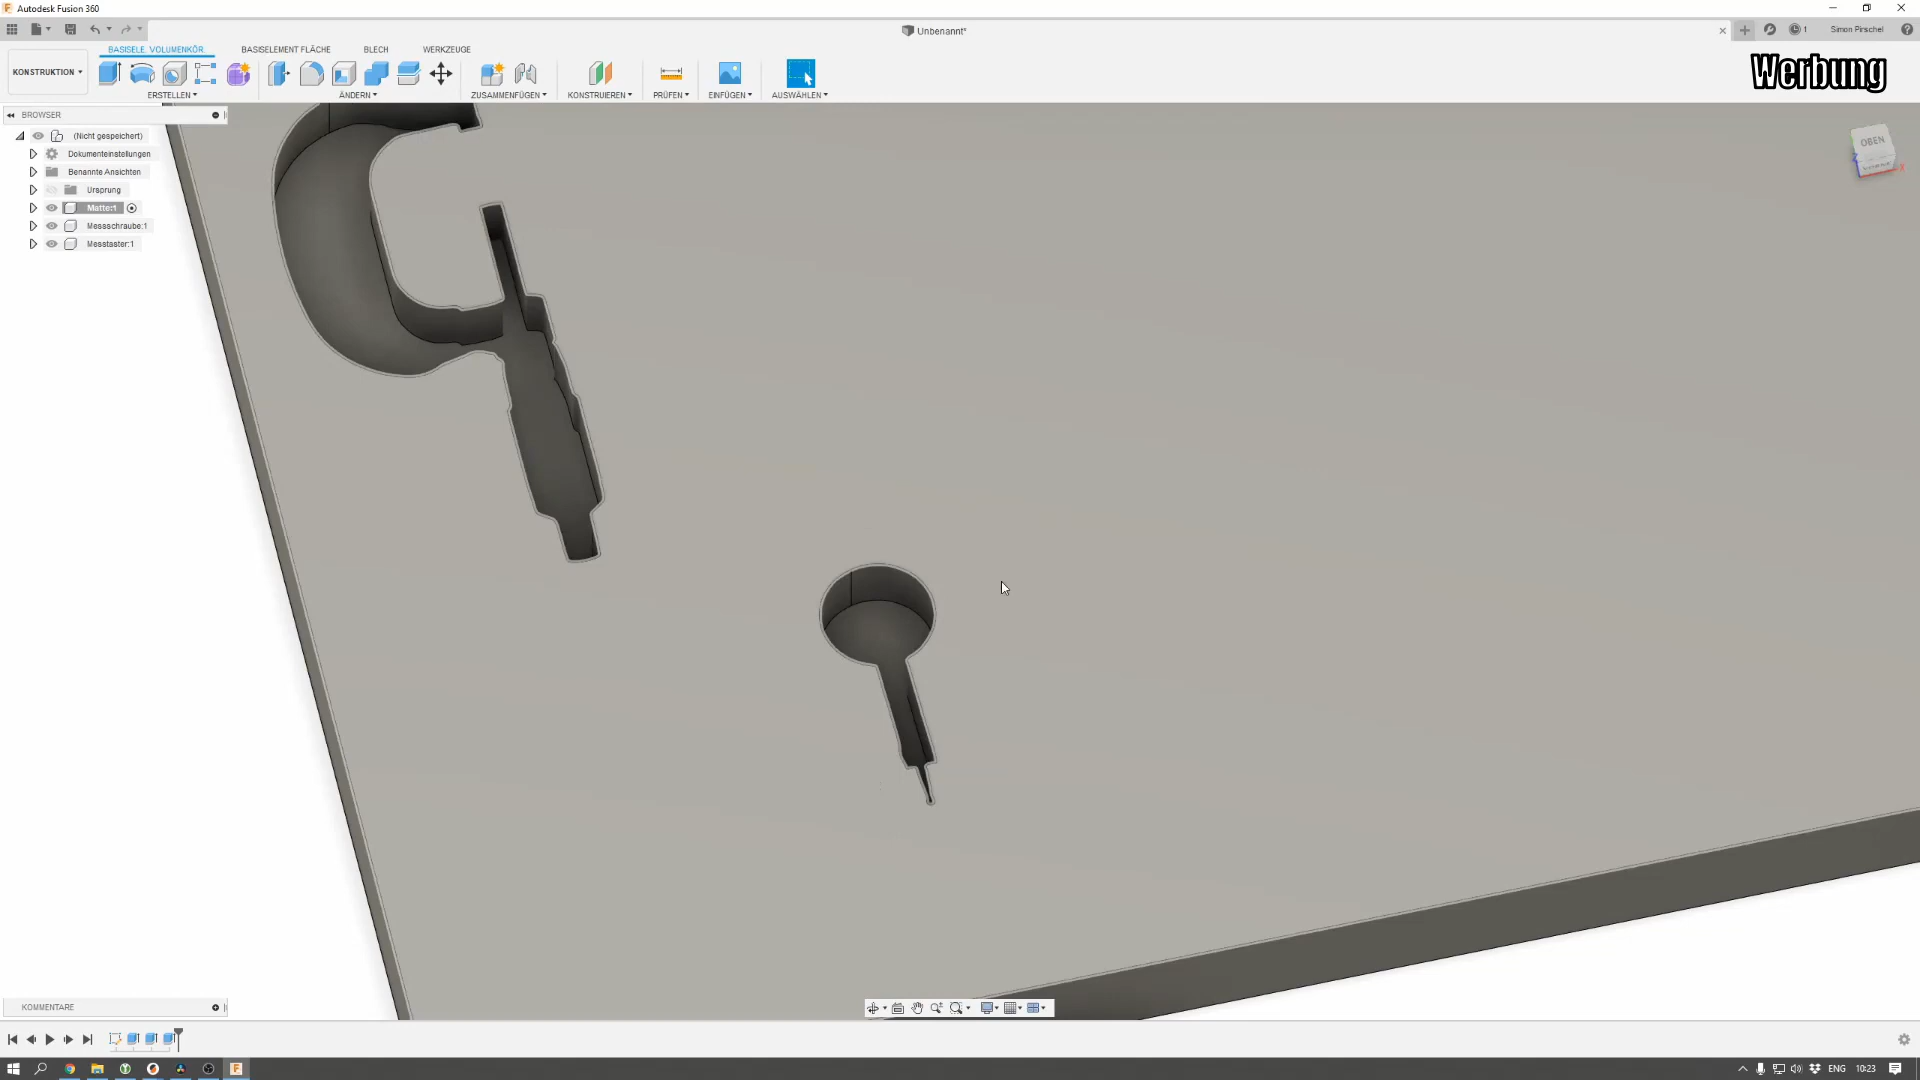 Autodesk Fusion 360
Unbenannt*
1
Simon Pirschel
BASISELE. VOLUMENKÖR.
BASISELEMENT FLÄCHE
BLECH
WERKZEUGE
KONSTRUKTION
ERSTELLEN
ÄNDERN
ZUSAMMENFÜGEN
KONSTRUIEREN
PRÜFEN
EINFÜGEN
AUSWÄHLEN
Werbung
BROWSER
(Nicht gespeichert)
Dokumenteinstellungen
Benannte Ansichten
Ursprung
Matte:1
Messschraube:1
Messtaster:1
OBEN
X
Z
KOMMENTARE
ENG
10:23